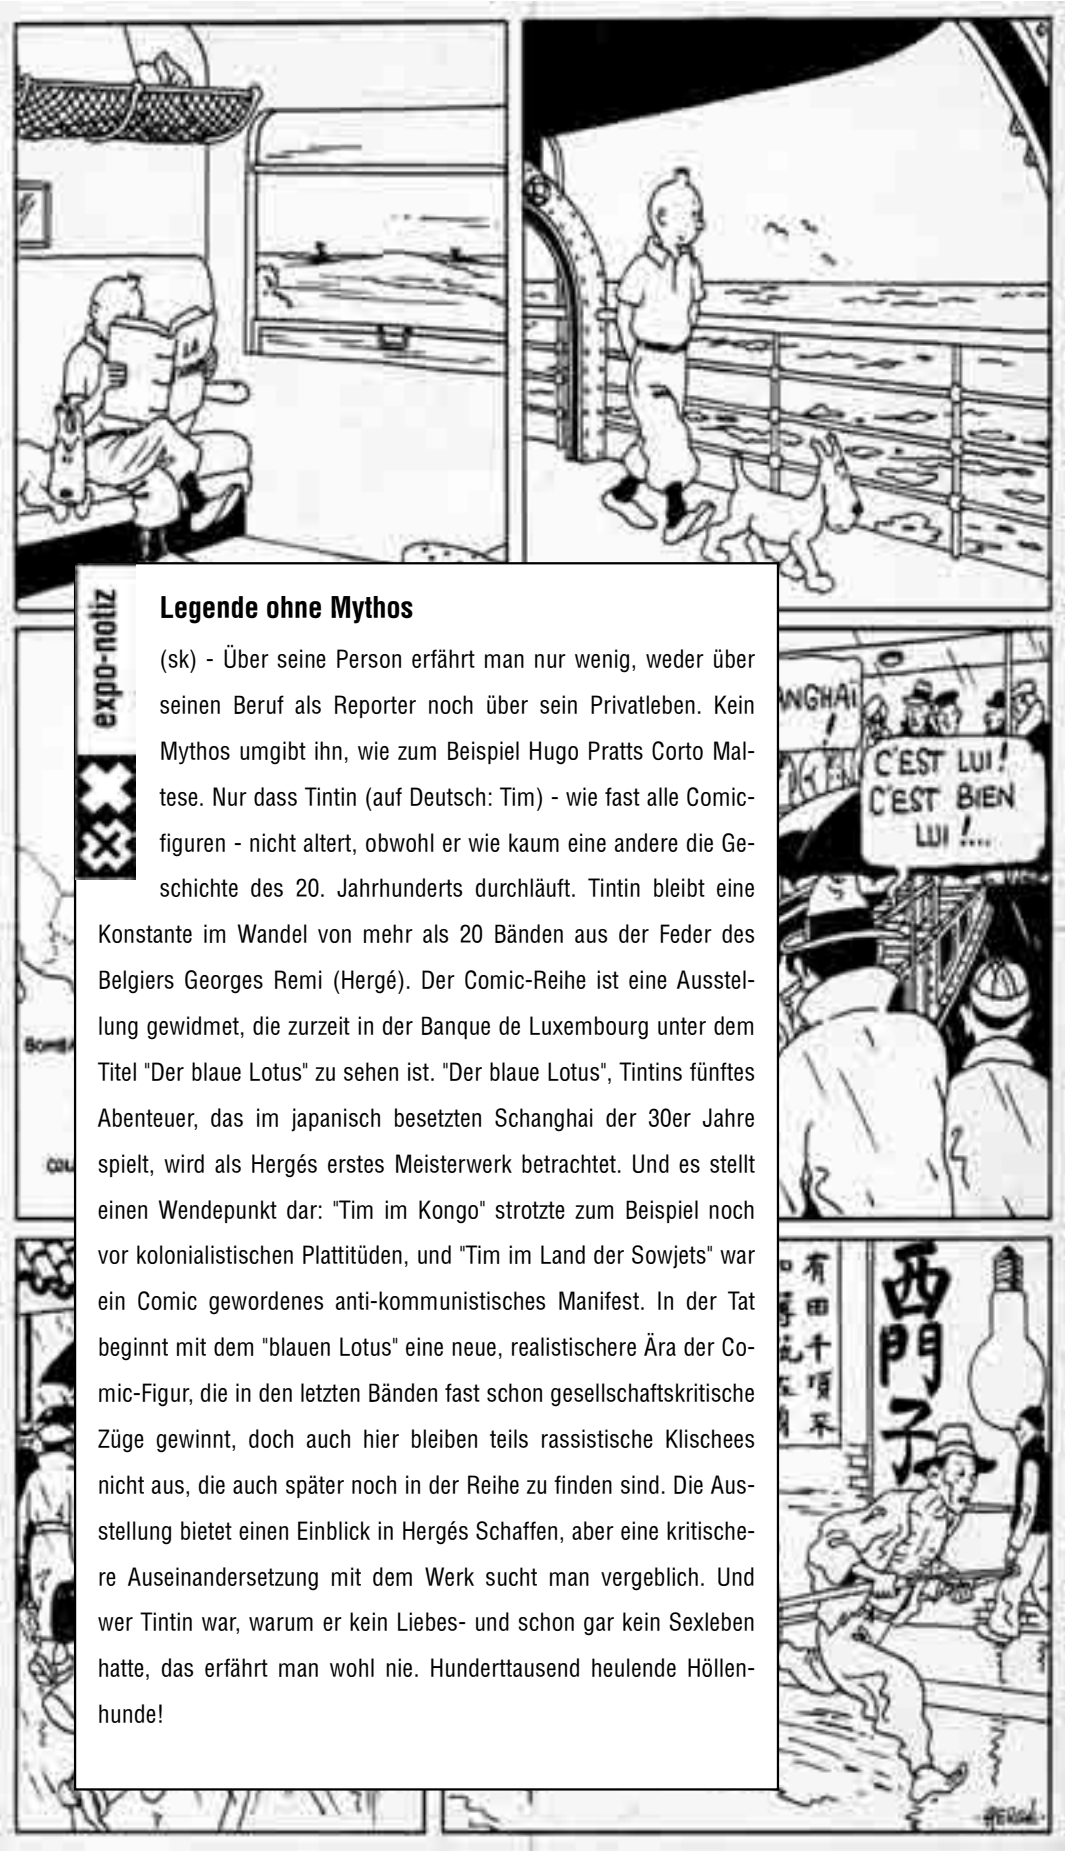 LA
ANGHAÏ
!
C'EST LUI!
C'EST BIEN
LUI!....
expo-notiz
Legende ohne Mythos
(sk) - Über seine Person erfährt man nur wenig, weder über
seinen Beruf als Reporter noch über sein Privatleben. Kein
Mythos umgibt ihn, wie zum Beispiel Hugo Pratts Corto Mal-
tese. Nur dass Tintin (auf Deutsch: Tim) - wie fast alle Comic-
figuren - nicht altert, obwohl er wie kaum eine andere die Ge-
schichte des 20. Jahrhunderts durchläuft. Tintin bleibt eine
Konstante im Wandel von mehr als 20 Bänden aus der Feder des
Belgiers Georges Remi (Hergé). Der Comic-Reihe ist eine Ausstel-
lung gewidmet, die zurzeit in der Banque de Luxembourg unter dem
Titel "Der blaue Lotus" zu sehen ist. "Der blaue Lotus", Tintins fünftes
Abenteuer, das im japanisch besetzten Schanghai der 30er Jahre
spielt, wird als Hergés erstes Meisterwerk betrachtet. Und es stellt
einen Wendepunkt dar: "Tim im Kongo" strotzte zum Beispiel noch
vor kolonialistischen Plattitüden, und "Tim im Land der Sowjets" war
ein Comic gewordenes anti-kommunistisches Manifest. In der Tat
beginnt mit dem "blauen Lotus" eine neue, realistischere Ära der Co-
mic-Figur, die in den letzten Bänden fast schon gesellschaftskritische
Züge gewinnt, doch auch hier bleiben teils rassistische Klischees
nicht aus, die auch später noch in der Reihe zu finden sind. Die Aus-
stellung bietet einen Einblick in Hergés Schaffen, aber eine kritische-
re Auseinandersetzung mit dem Werk sucht man vergeblich. Und
wer Tintin war, warum er kein Liebes- und schon gar kein Sexleben
hatte, das erfährt man wohl nie. Hunderttausend heulende Höllen-
hunde!
BOMBA
COL
西門子
HERGÉ